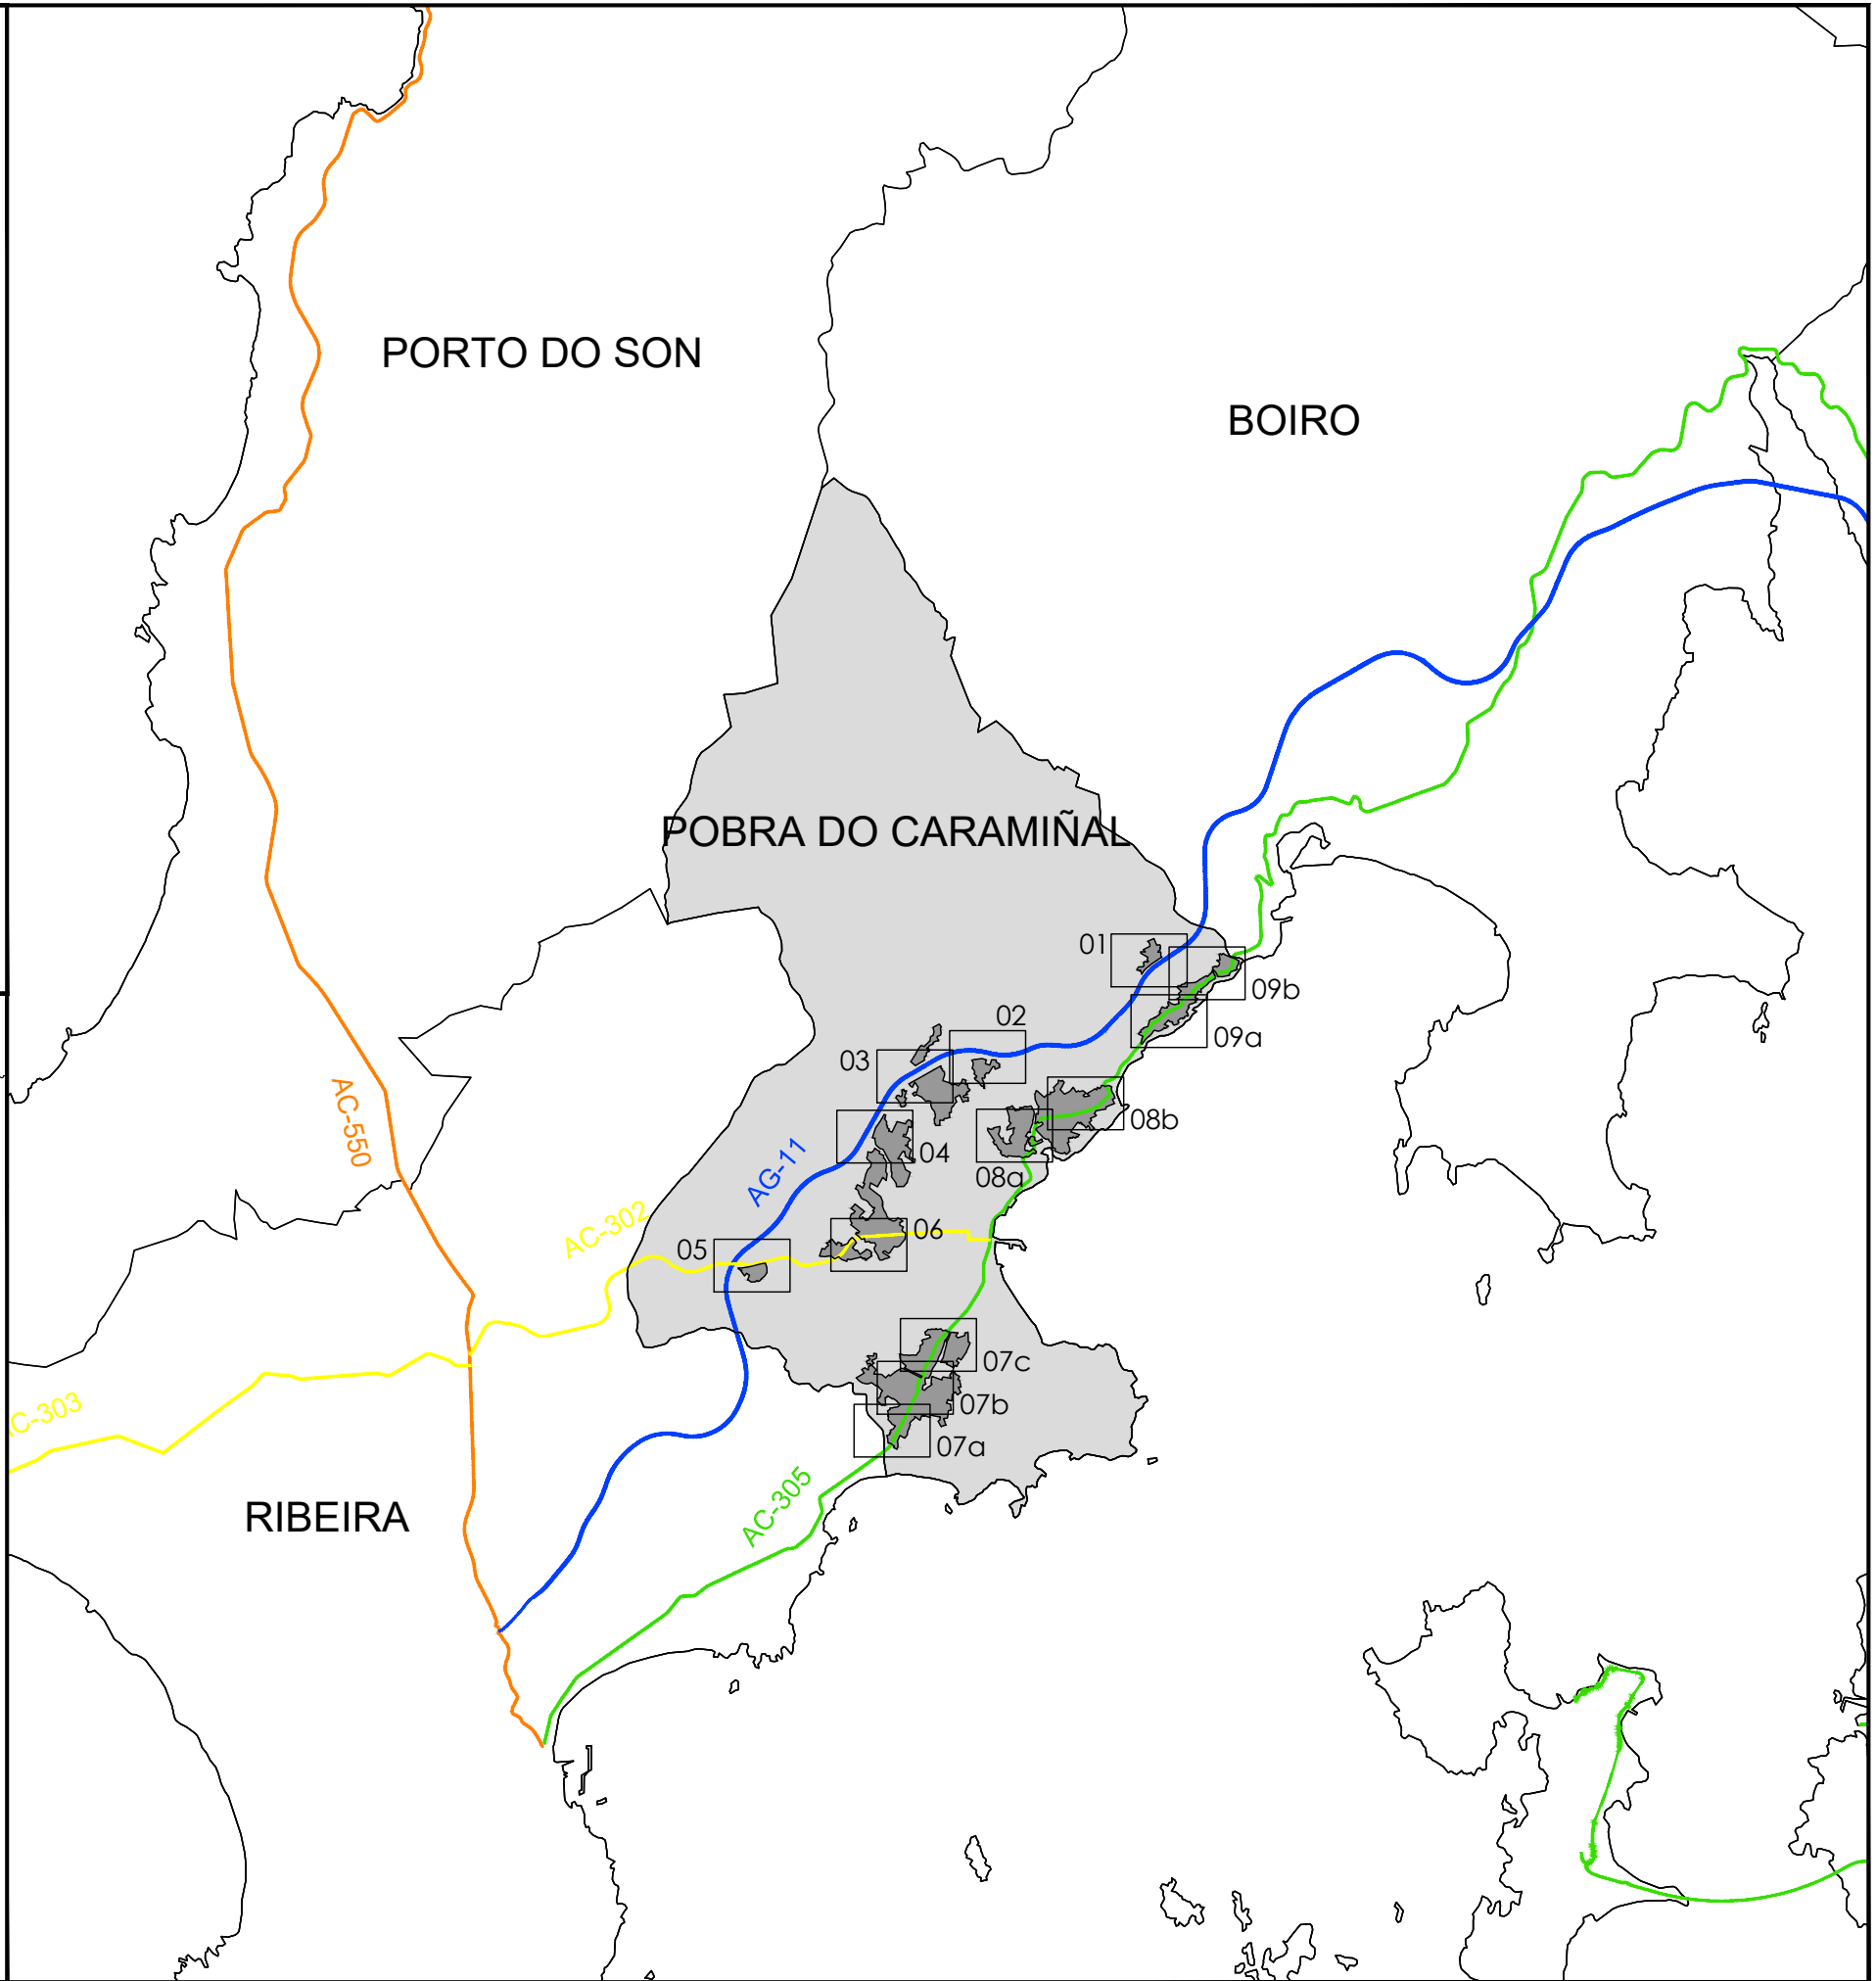 PORTO DO SON
BOIRO
POBRA DO CARAMIÑAL
01
09b
02
09a
03
AC-550
08b
04
AG-11
08a
AC-302
06
05
07c
C-303
07b
07a
AC-305
RIBEIRA